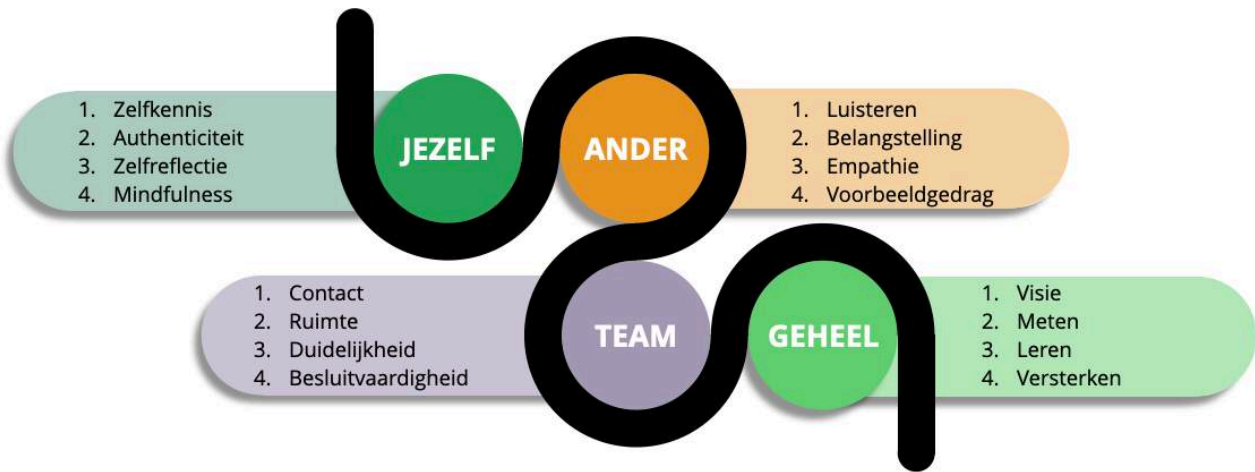 JEZELF
1. Zelfkennis
2. Authenticiteit
3. Zelfreflectie
4. Mindfulness
ANDER
1. Luisteren
2. Belangstelling
3. Empathie
4. Voorbeeldgedrag
TEAM
1. Contact
2. Ruimte
3. Duidelijkheid
4. Besluitvaardigheid
GEHEEL
1. Visie
2. Meten
3. Leren
4. Versterken